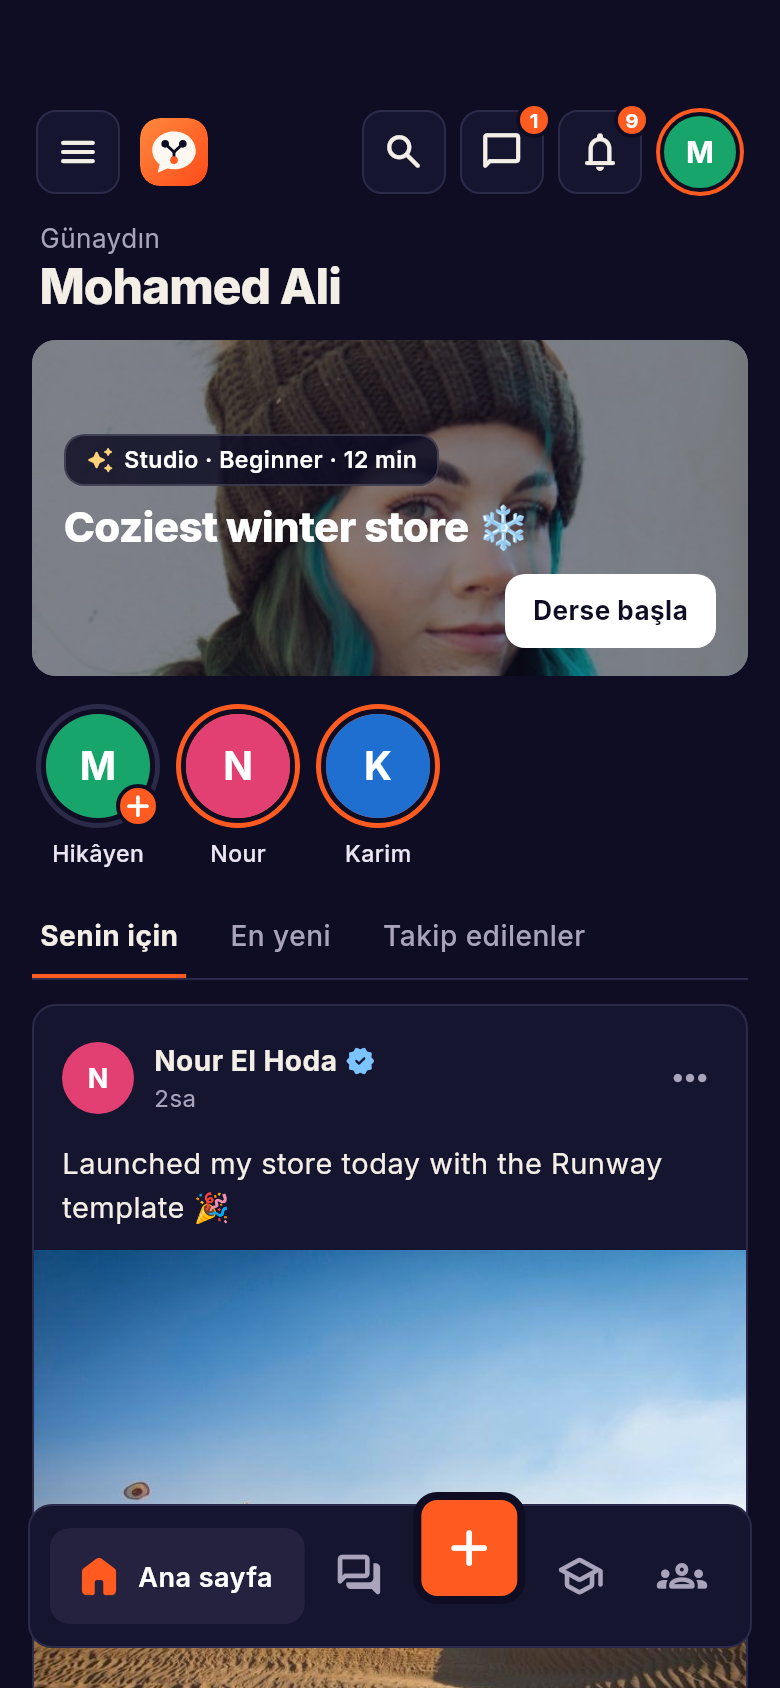 1
9
M
Günaydın
Mohamed Ali
Studio · Beginner · 12 min
Coziest winter store ❄️
Derse başla
M
N
K
Hikâyen
Nour
Karim
Senin için
En yeni
Takip edilenler
N
Nour El Hoda
2sa
Launched my store today with the Runway
template 🎉
Ana sayfa